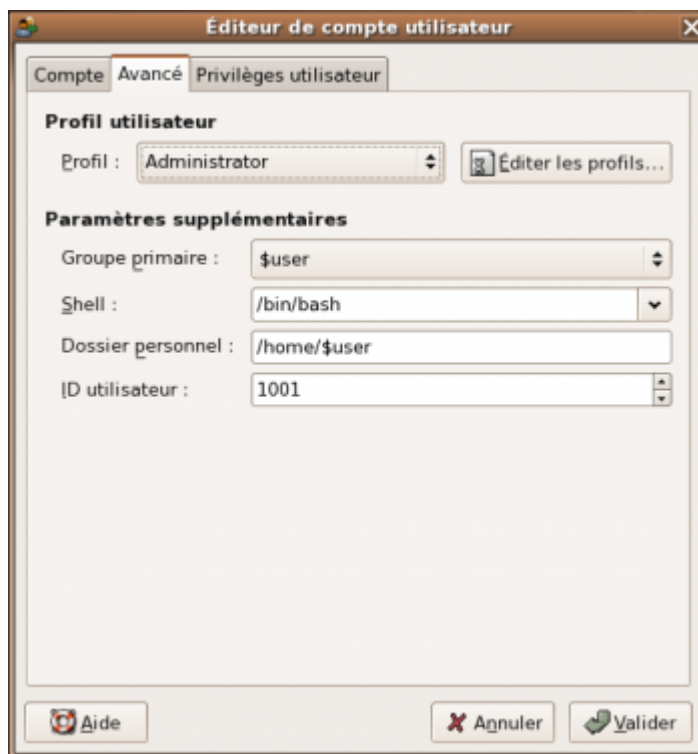 Éditeur de compte utilisateur
Compte Avancé Privilèges utilisateur
Profil utilisateur
Profil : Administrator Éditer les profils...
Paramètres supplémentaires
Groupe primaire : $user
Shell : /bin/bash
Dossier personnel : /home/$user
ID utilisateur : 1001
Aide Annuler Valider